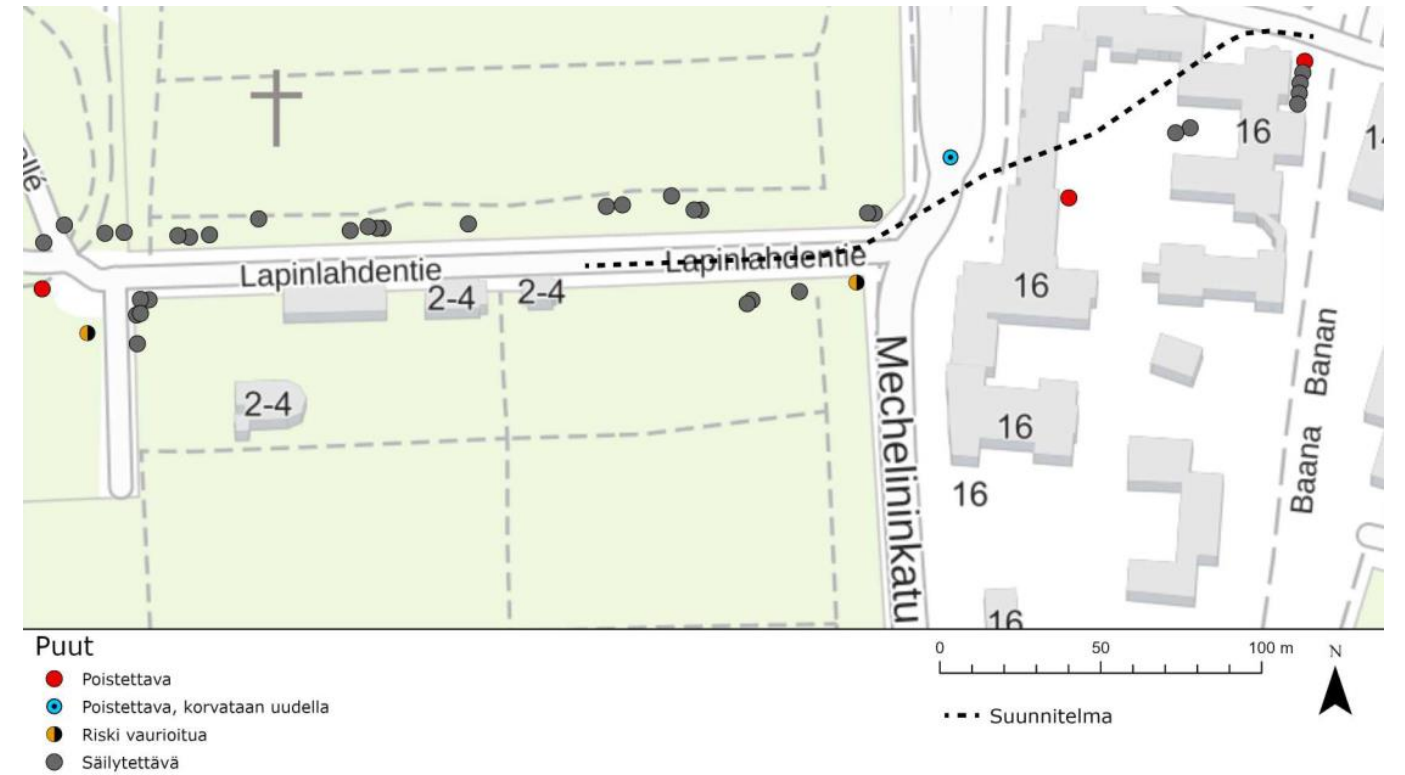 allé
16
Lapinlahdentie
Lapinlahdentie
2-4
2-4
16
Banan
2-4
16
Baana
Mechelininkatu
16
16
Puut
Poistettava
Poistettava, korvataan uudella
Riski vaurioitua
Säilytettävä
0 50 100 m
N
Suunnitelma